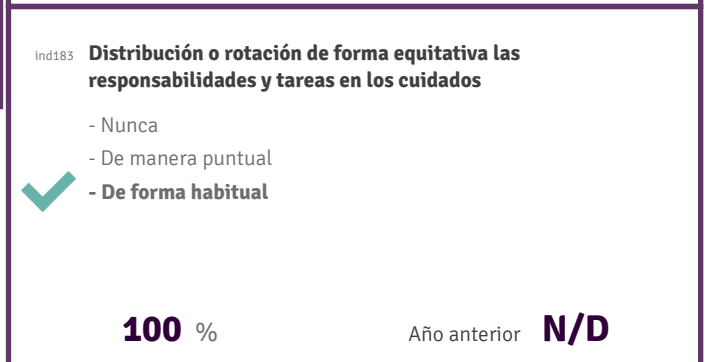 ind183 Distribución o rotación de forma equitativa las
responsabilidades y tareas en los cuidados
- Nunca
- De manera puntual
- De forma habitual
100 % Año anterior N/D